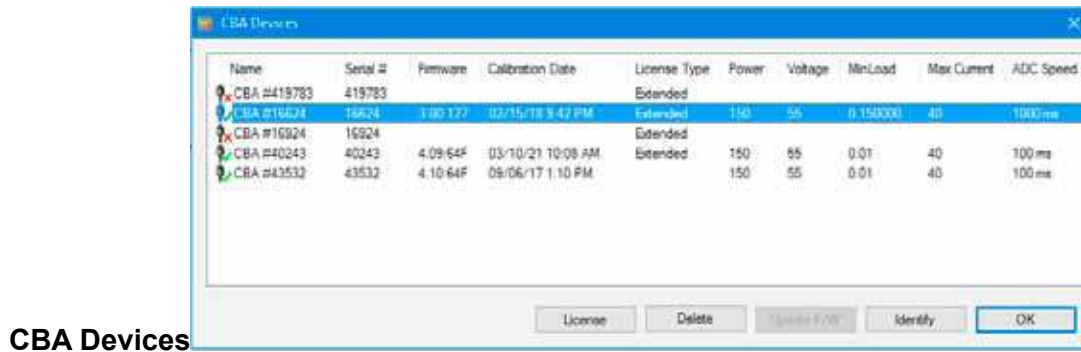 CBA Devices
Name Serial # Firmware Calibration Date License Type Power Voltage MinLoad Max Current ADC Speed
CBA #419783 419783 Extended
CBA #16624 16624 3.00.127 02/15/18 9:42 PM Extended 150 55 0.150000 40 1000 ms
CBA #16924 16924 Extended
CBA #40243 40243 4.09.64F 03/10/21 10:08 AM Extended 150 55 0.01 40 100 ms
CBA #43532 43532 4.10.64F 09/06/17 1:10 PM 150 55 0.01 40 100 ms
License Delete Update F/W Identify OK
CBA Devices